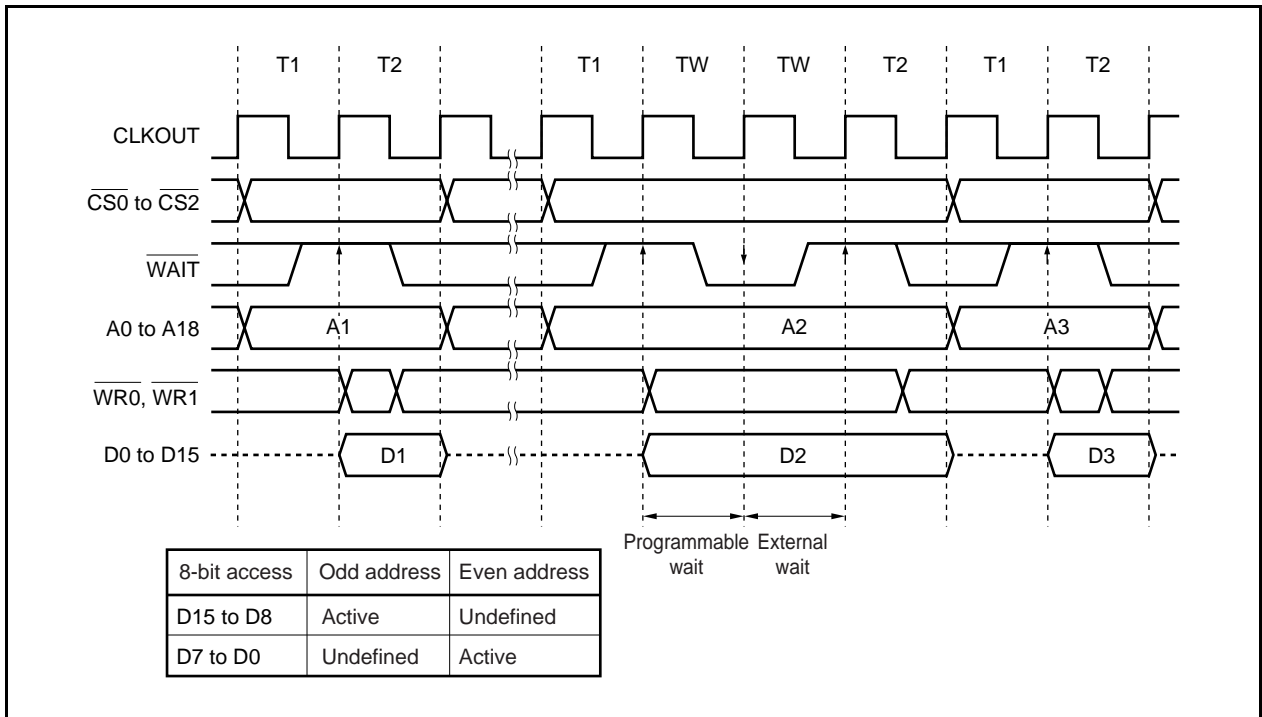 T1 T2 T1 TW TW T2 T1 T2
CLKOUT
CS0 to CS2
WAIT
A0 to A18 A1 A2 A3
WR0, WR1
D0 to D15 D1 D2 D3
Programmable wait
External wait
8-bit access Odd address Even address
D15 to D8 Active Undefined
D7 to D0 Undefined Active